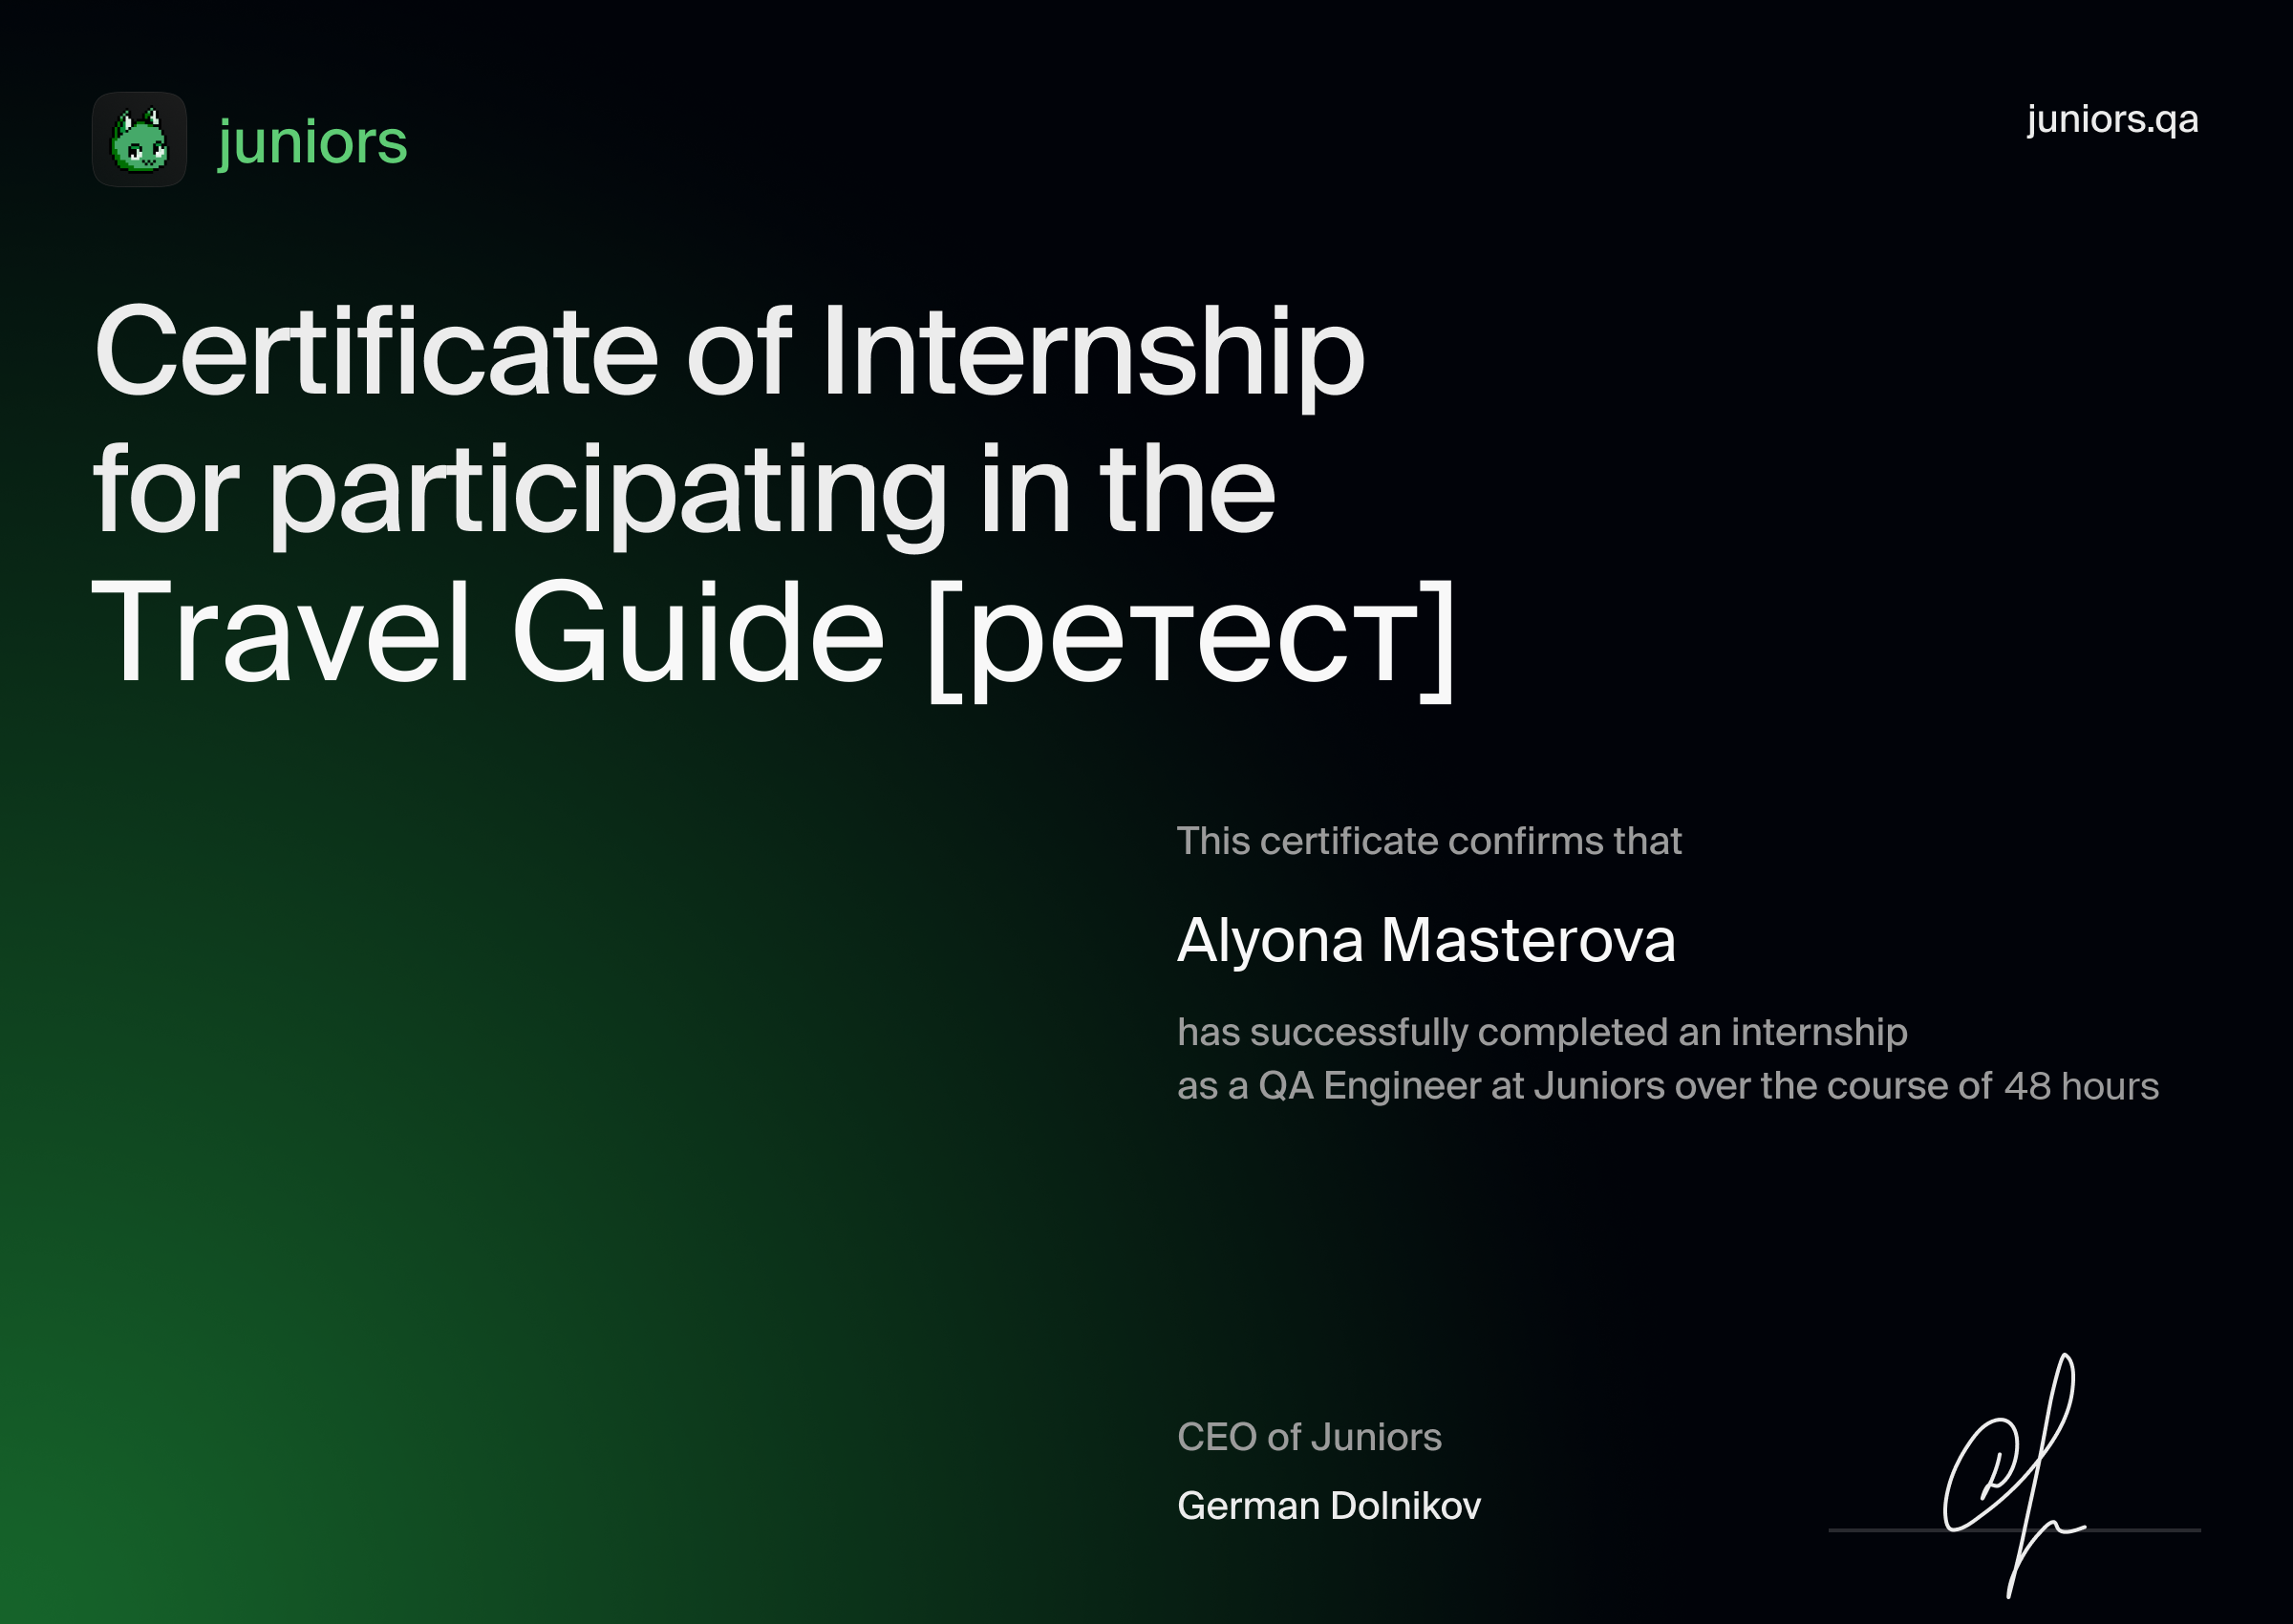 juniors
juniors.qa
Certificate of Internship
for participating in the
Travel Guide [ретест]
This certificate confirms that
Alyona Masterova
has successfully completed an internship
as a QA Engineer at Juniors over the course of 48 hours
CEO of Juniors
German Dolnikov